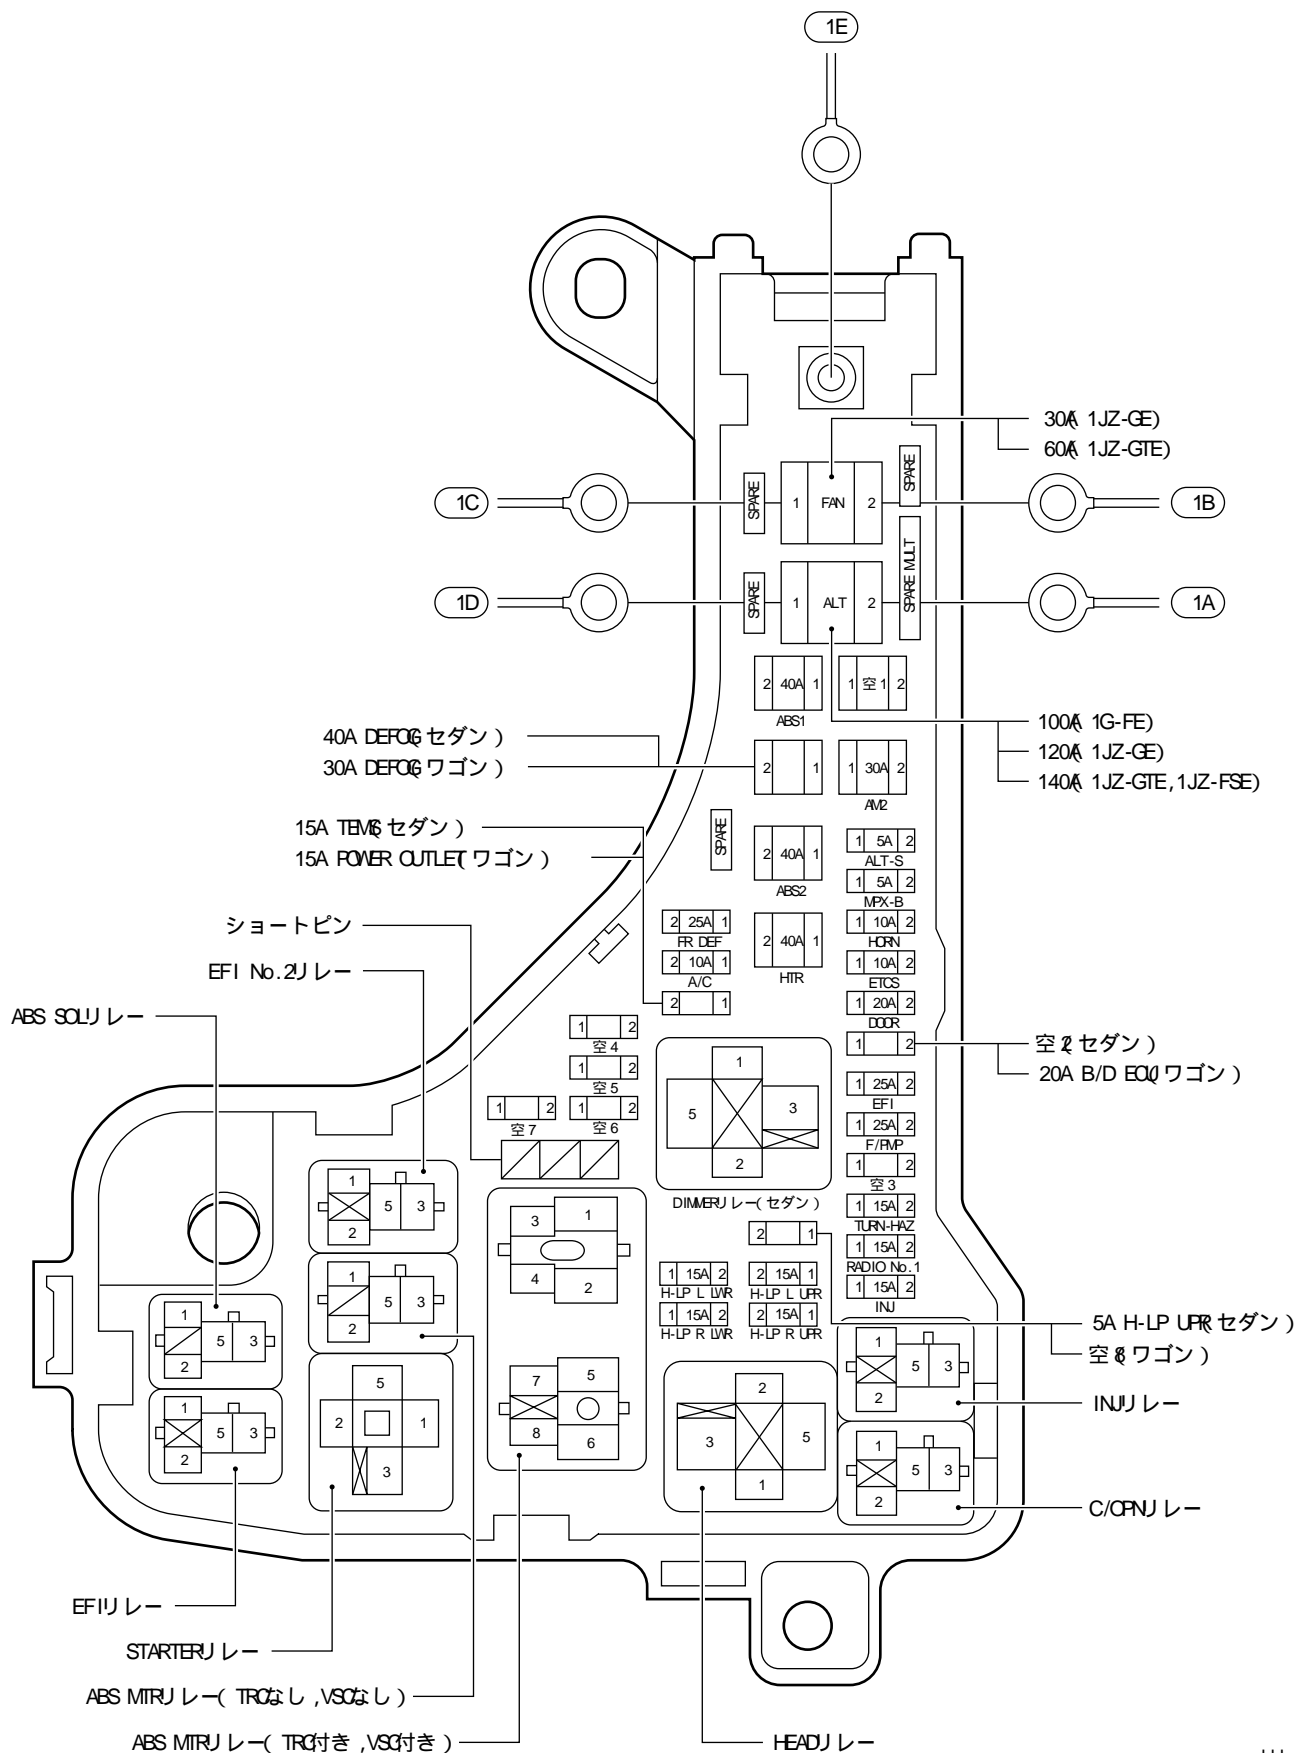 1E
30A( 1JZ-GE)
60A( 1JZ-GTE)
SPARE
SPARE
1C
1 FAN 2
1B
SPARE MULT
1D
SPARE
1 ALT 2
1A
2 40A 1
ABS1
1 空1 2
100A( 1G-FE)
120A( 1JZ-GE)
140A( 1JZ-GTE,1JZ-FSE)
40A DEFOG(セダン)
30A DEFOG(ワゴン)
2 1
1 30A 2
AM2
15A TEMS(セダン)
15A POWER OUTLET(ワゴン)
SPARE
2 40A 1
ABS2
1 5A 2
ALT-S
1 5A 2
MPX-B
ショートピン
2 25A 1
FR DEF
2 40A 1
HTR
1 10A 2
HORN
EFI No.2リレー
2 10A 1
A/C
1 10A 2
ETCS
2 1
1 20A 2
DOOR
ABS SOLリレー
1 2
空4
1 2
空2(セダン)
20A B/D ECU(ワゴン)
1 2
空5
1 25A 2
EFI
1 2
空7
1 2
空6
1 25A 2
F/PMP
1
5 3
2
DIMMERリレー(セダン)
1 2
空3
1 15A 2
TURN-HAZ
1
5 3
2
3 1
4 2
2 1
1 15A 2
RADIO No.1
1 15A 2
H-LP L LWR
2 15A 1
H-LP L UPR
1 15A 2
INJ
1
5 3
2
1 15A 2
H-LP R LWR
2 15A 1
H-LP R UPR
5A H-LP UPR(セダン)
空8(ワゴン)
1
5 3
2
1
5 3
2
INJリレー
5
2 1
3
7 5
8 6
2
3 5
1
1
5 3
2
1
5 3
2
C/OPNリレー
EFIリレー
STARTERリレー
ABS MTRリレー( TRCなし ,VSCなし )
ABS MTRリレー( TRC付き ,VSC付き )
HEADリレー